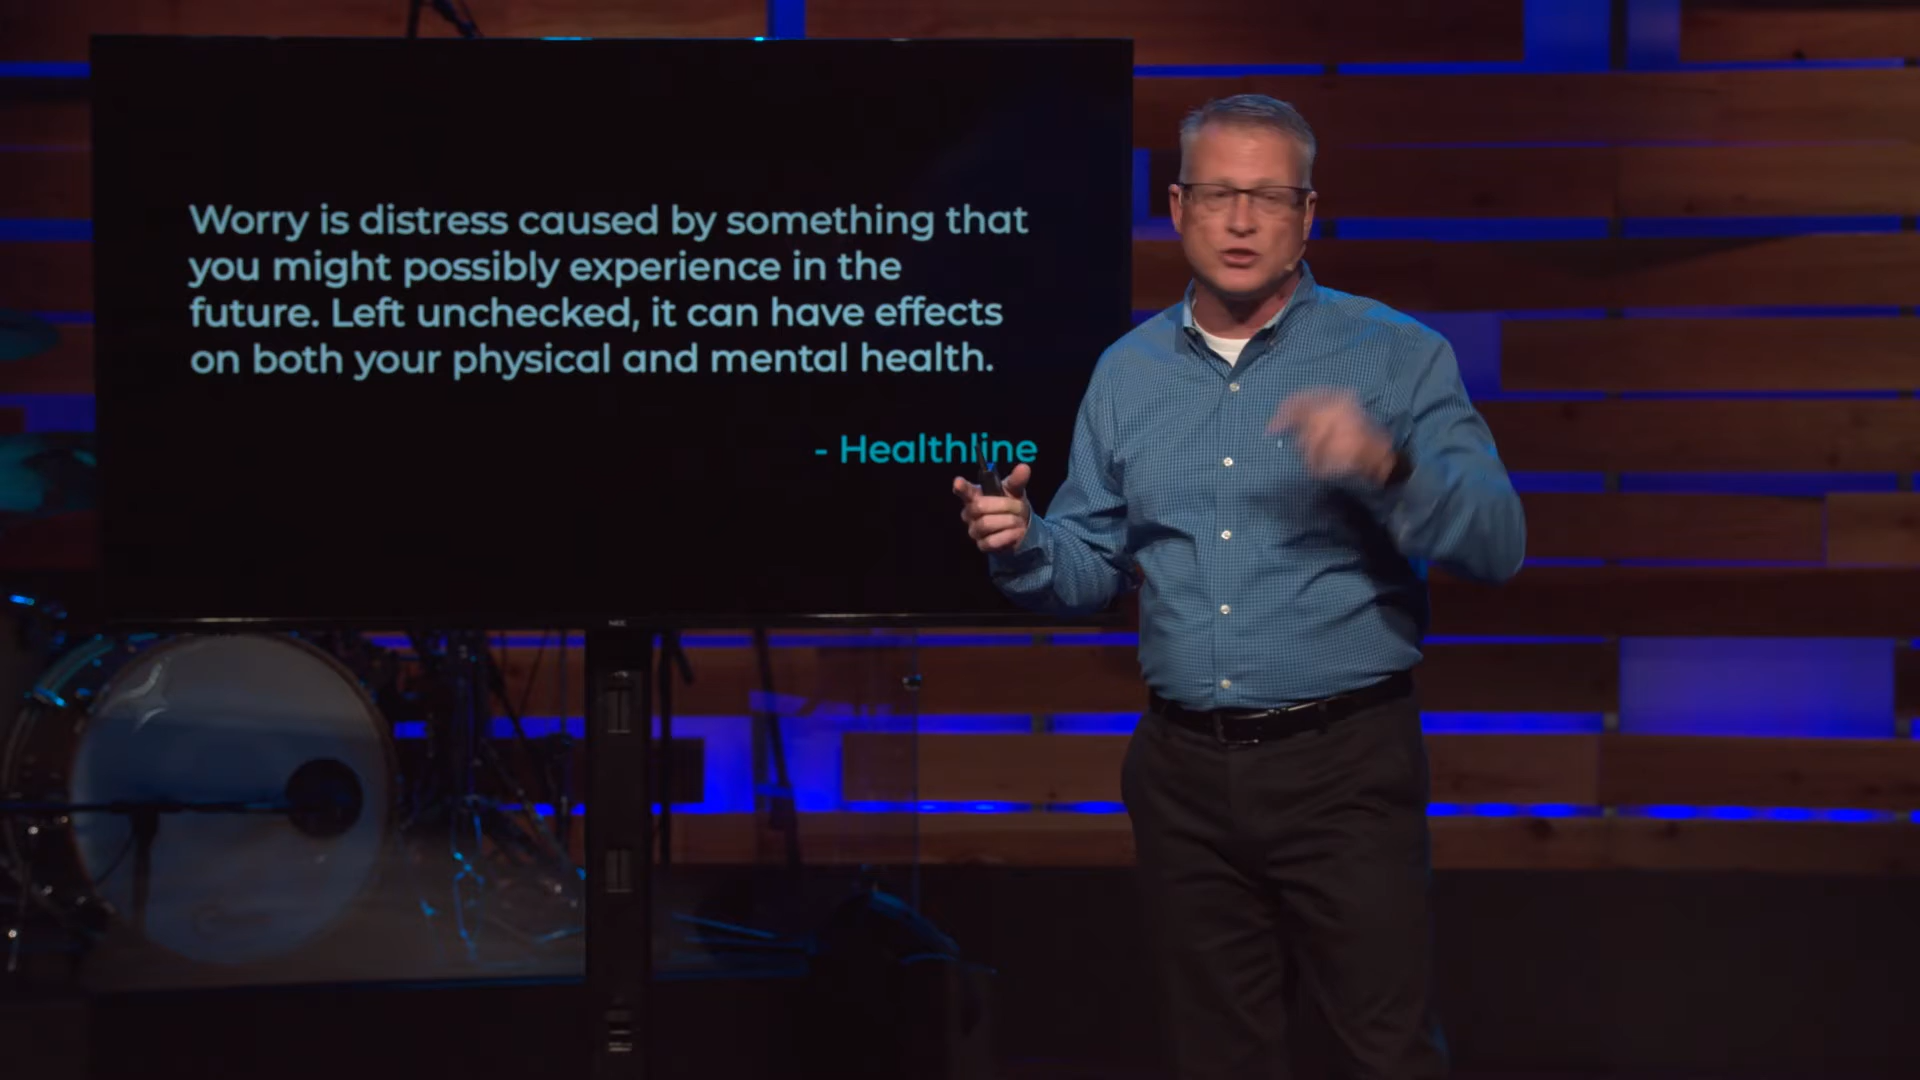 Worry is distress caused by something that
you might possibly experience in the
future. Left unchecked, it can have effects
on both your physical and mental health.
- Healthline
NEC